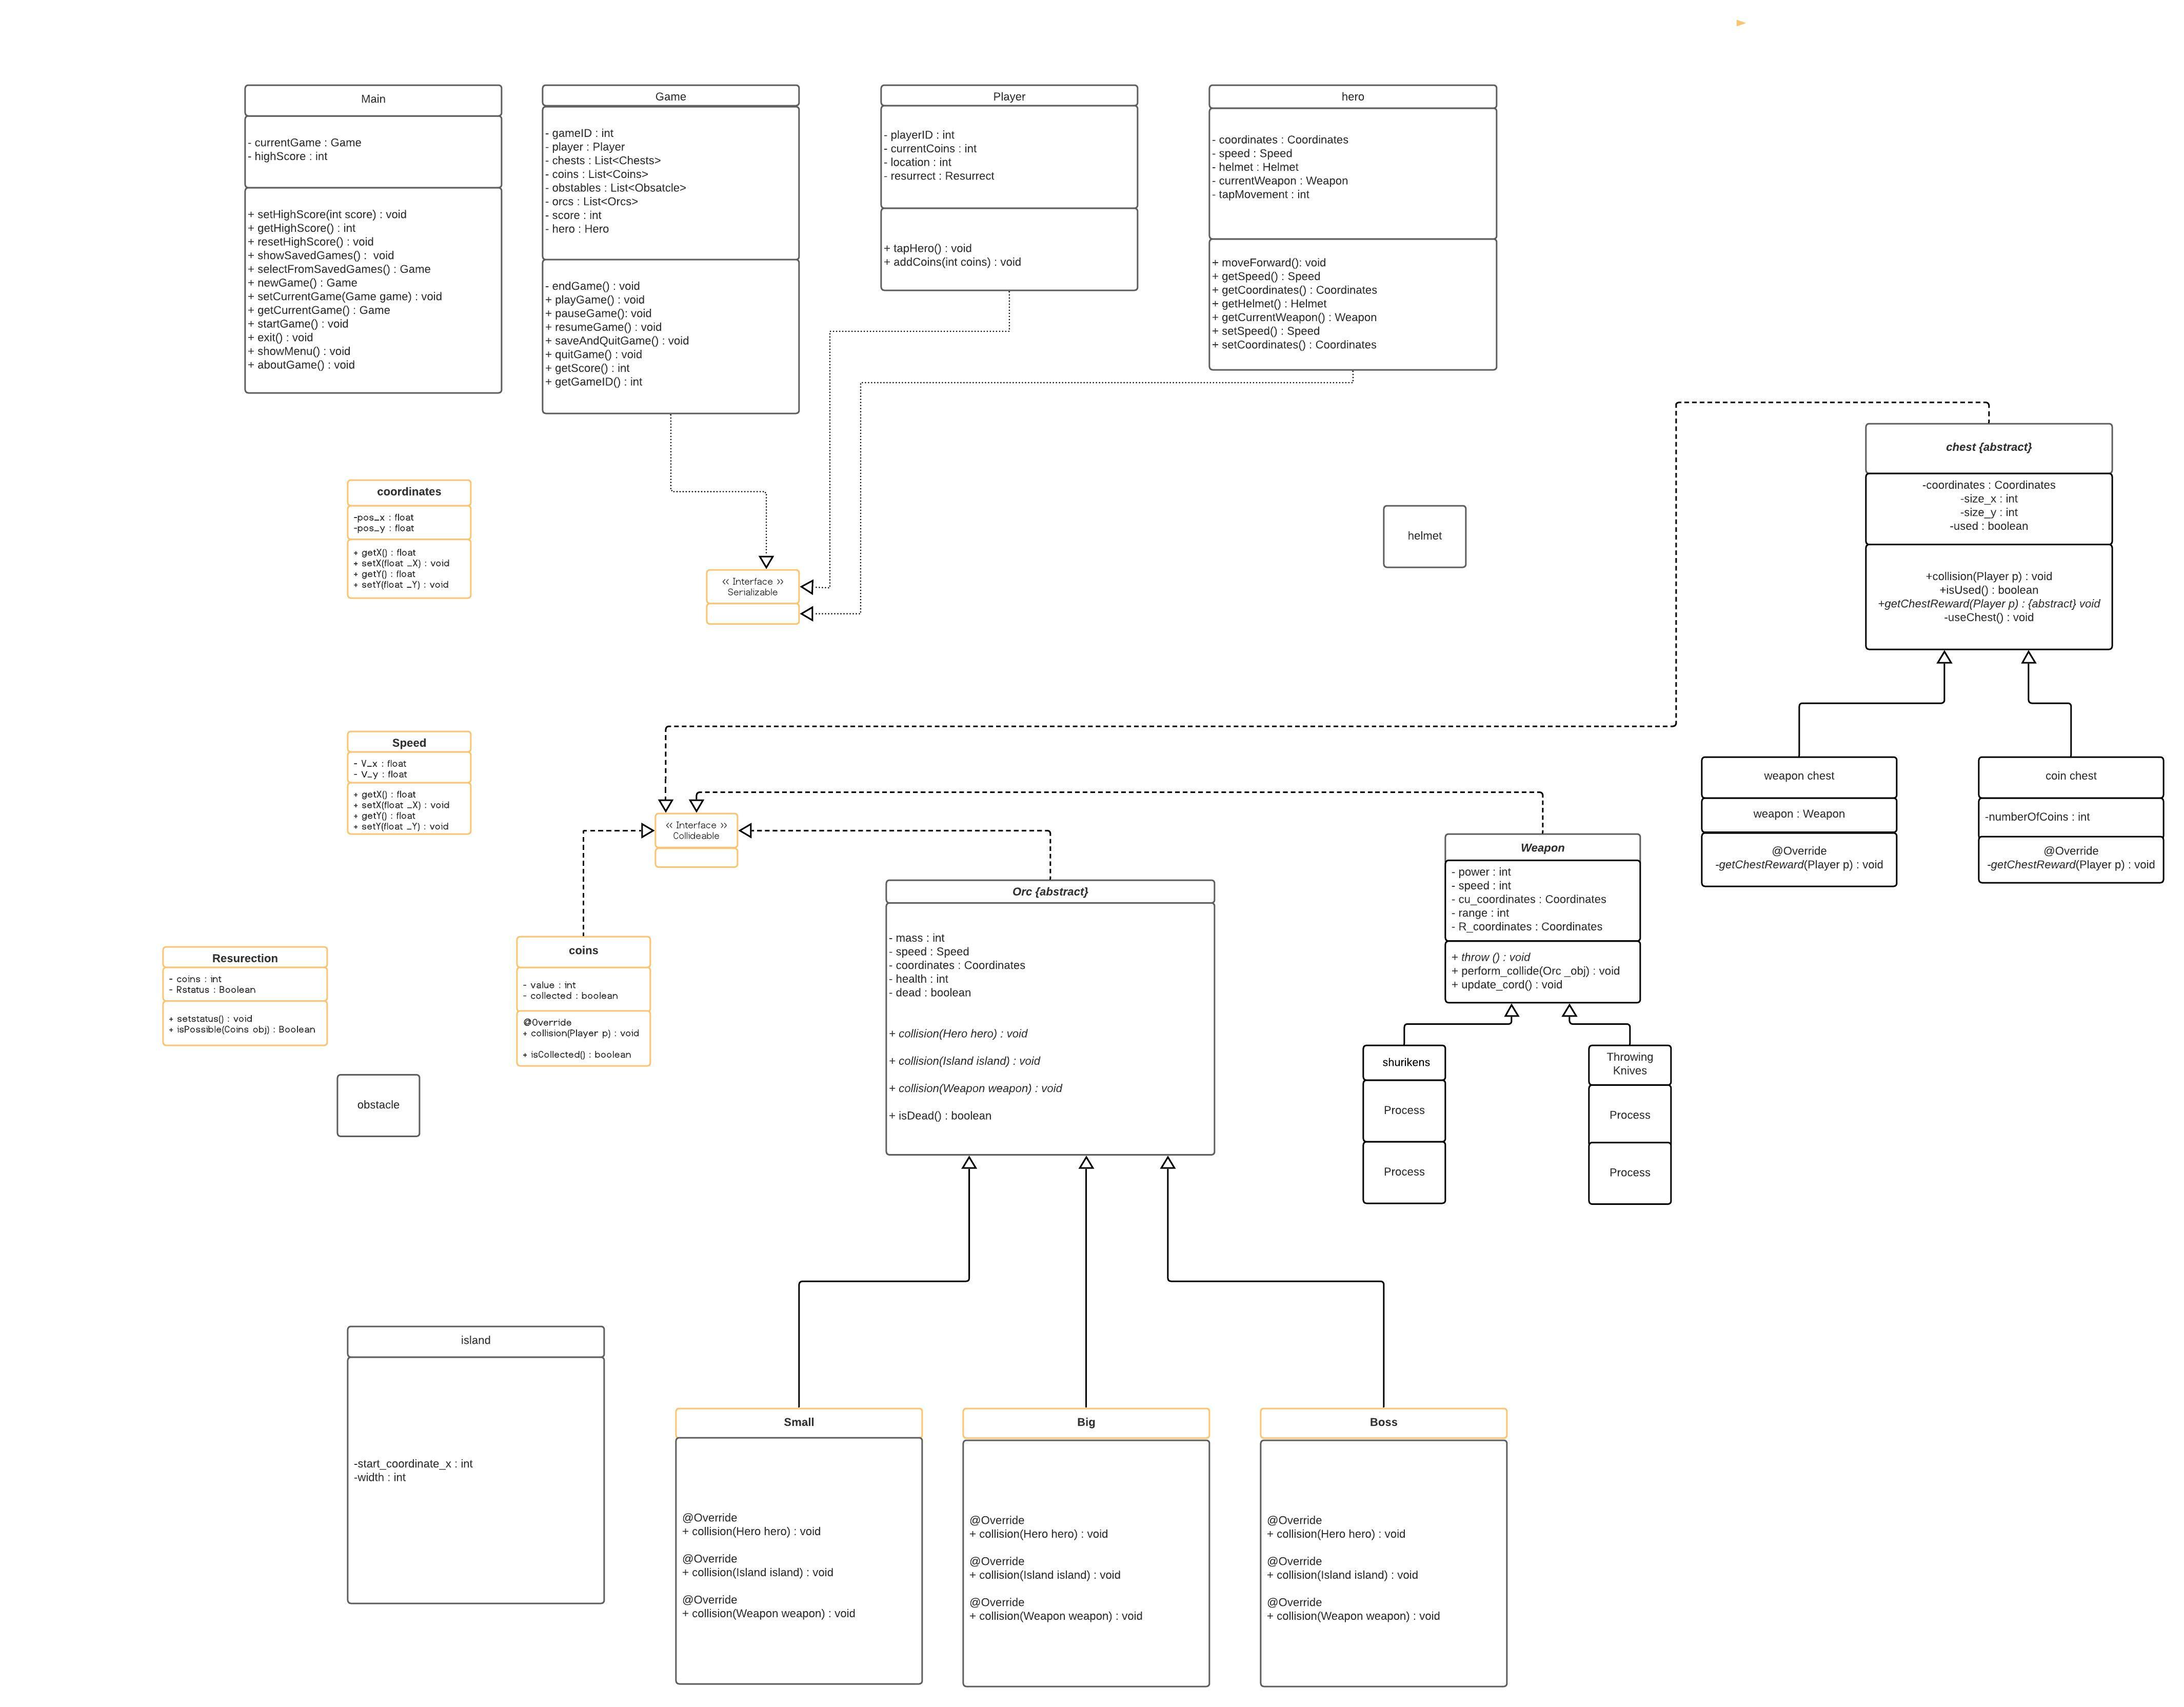 Main
- currentGame : Game
- highScore : int
+ setHighScore(int score) : void
+ getHighScore() : int
+ resetHighScore() : void
+ showSavedGames() :  void
+ selectFromSavedGames() : Game
+ newGame() : Game
+ setCurrentGame(Game game) : void
+ getCurrentGame() : Game
+ startGame() : void
+ exit() : void
+ showMenu() : void
+ aboutGame() : void
Game
- gameID : int
- player : Player
- chests : List<Chests>
- coins : List<Coins>
- obstables : List<Obsatcle>
- orcs : List<Orcs>
- score : int
- hero : Hero
- endGame() : void
+ playGame() : void
+ pauseGame(): void
+ resumeGame() : void
+ saveAndQuitGame() : void
+ quitGame() : void
+ getScore() : int
+ getGameID() : int
Player
- playerID : int
- currentCoins : int
- location : int
- resurrect : Resurrect
+ tapHero() : void
+ addCoins(int coins) : void
hero
- coordinates : Coordinates
- speed : Speed
- helmet : Helmet
- currentWeapon : Weapon
- tapMovement : int
+ moveForward(): void
+ getSpeed() : Speed
+ getCoordinates() : Coordinates
+ getHelmet() : Helmet
+ getCurrentWeapon() : Weapon
+ setSpeed() : Speed
+ setCoordinates() : Coordinates
chest {abstract}
-coordinates : Coordinates
-size_x : int
-size_y : int
-used : boolean
+collision(Player p) : void
+isUsed() : boolean
+getChestReward(Player p) : {abstract} void
-useChest() : void
coordinates
-pos_x : float
-pos_y : float
+ getX() : float
+ setX(float _X) : void
+ getY() : float
+ setY(float _Y) : void
helmet
<< Interface >>
Serializable
Speed
- V_x : float
- V_y : float
+ getX() : float
+ setX(float _X) : void
+ getY() : float
+ setY(float _Y) : void
<< Interface >>
Collideable
weapon chest
weapon : Weapon
@Override
-getChestReward(Player p) : void
coin chest
-numberOfCoins : int
@Override
-getChestReward(Player p) : void
Weapon
- power : int
- speed : int
- cu_coordinates : Coordinates
- range : int
- R_coordinates : Coordinates
+ throw () : void
+ perform_collide(Orc _obj) : void
+ update_cord() : void
Orc {abstract}
- mass : int
- speed : Speed
- coordinates : Coordinates
- health : int
- dead : boolean
+ collision(Hero hero) : void
+ collision(Island island) : void
+ collision(Weapon weapon) : void
+ isDead() : boolean
Resurection
- coins : int
- Rstatus : Boolean
+ setstatus() : void
+ isPossible(Coins obj) : Boolean
coins
- value : int
- collected : boolean
@Override
+ collision(Player p) : void
+ isCollected() : boolean
obstacle
shurikens
Process
Process
Throwing
Knives
Process
Process
island
-start_coordinate_x : int
-width : int
Small
@Override
+ collision(Hero hero) : void
@Override
+ collision(Island island) : void
@Override
+ collision(Weapon weapon) : void
Big
@Override
+ collision(Hero hero) : void
@Override
+ collision(Island island) : void
@Override
+ collision(Weapon weapon) : void
Boss
@Override
+ collision(Hero hero) : void
@Override
+ collision(Island island) : void
@Override
+ collision(Weapon weapon) : void